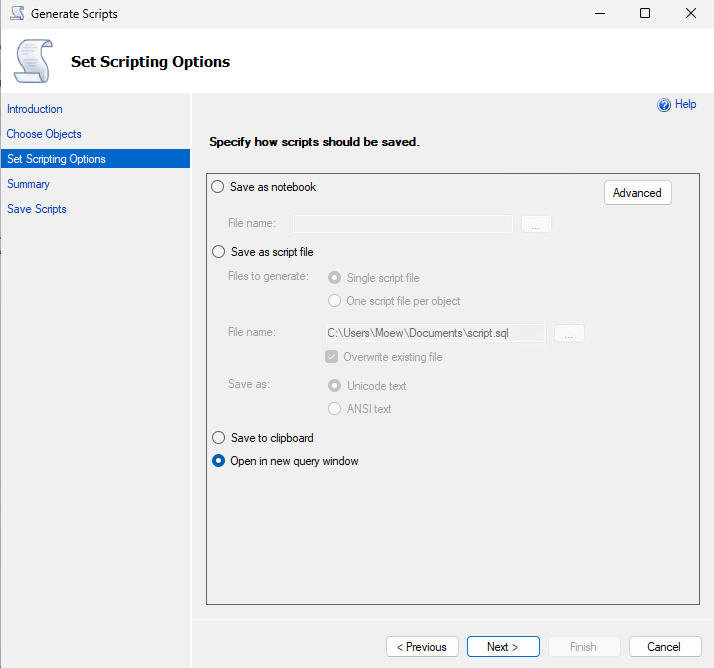 Generate Scripts
Set Scripting Options
Help
Introduction
Choose Objects
Set Scripting Options
Summary
Save Scripts
Specify how scripts should be saved.
Save as notebook
Advanced
File name:
...
Save as script file
Files to generate:
Single script file
One script file per object
File name:
C:\Users\Moew\Documents\script.sql
...
Overwrite existing file
Save as:
Unicode text
ANSI text
Save to clipboard
Open in new query window
< Previous
Next >
Finish
Cancel